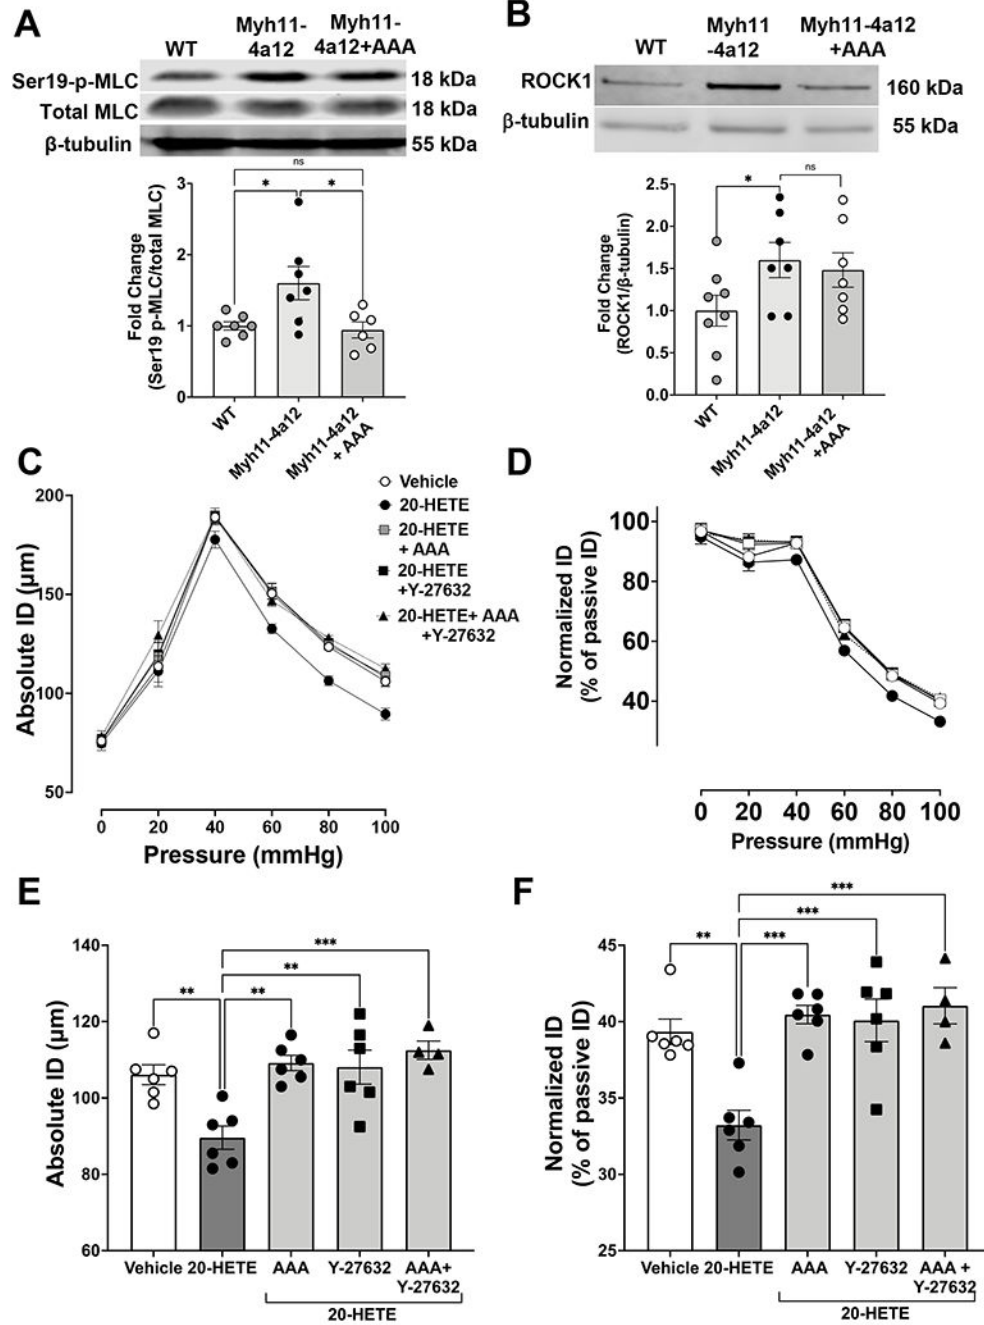 A
WT
Myh11-
4a12
Myh11-
4a12+AAA
Ser19-p-MLC
18 kDa
Total MLC
18 kDa
β-tubulin
55 kDa
ns
*
*
3
2
1
0
Fold Change
(Ser19 p-MLC/total MLC)
WT
Myh11-4a12
Myh11-4a12
+ AAA
B
WT
Myh11
-4a12
Myh11-4a12
+AAA
ROCK1
160 kDa
β-tubulin
55 kDa
*
ns
2.5
2.0
1.5
1.0
0.5
0.0
Fold Change
(ROCK1/β-tubulin)
WT
Myh11-4a12
Myh11-4a12
+ AAA
C
200
150
100
50
Absolute ID (µm)
0 20 40 60 80 100
Pressure (mmHg)
Vehicle
20-HETE
20-HETE
+ AAA
20-HETE
+Y-27632
20-HETE+ AAA
+Y-27632
D
100
80
60
40
Normalized ID
(% of passive ID)
0 20 40 60 80 100
Pressure (mmHg)
E
***
**
** **
140
120
100
80
60
Absolute ID (µm)
Vehicle 20-HETE AAA Y-27632 AAA+
Y-27632
20-HETE
F
***
***
** ***
45
40
35
30
25
Normalized ID
(% of passive ID)
Vehicle 20-HETE AAA Y-27632 AAA +
Y-27632
20-HETE